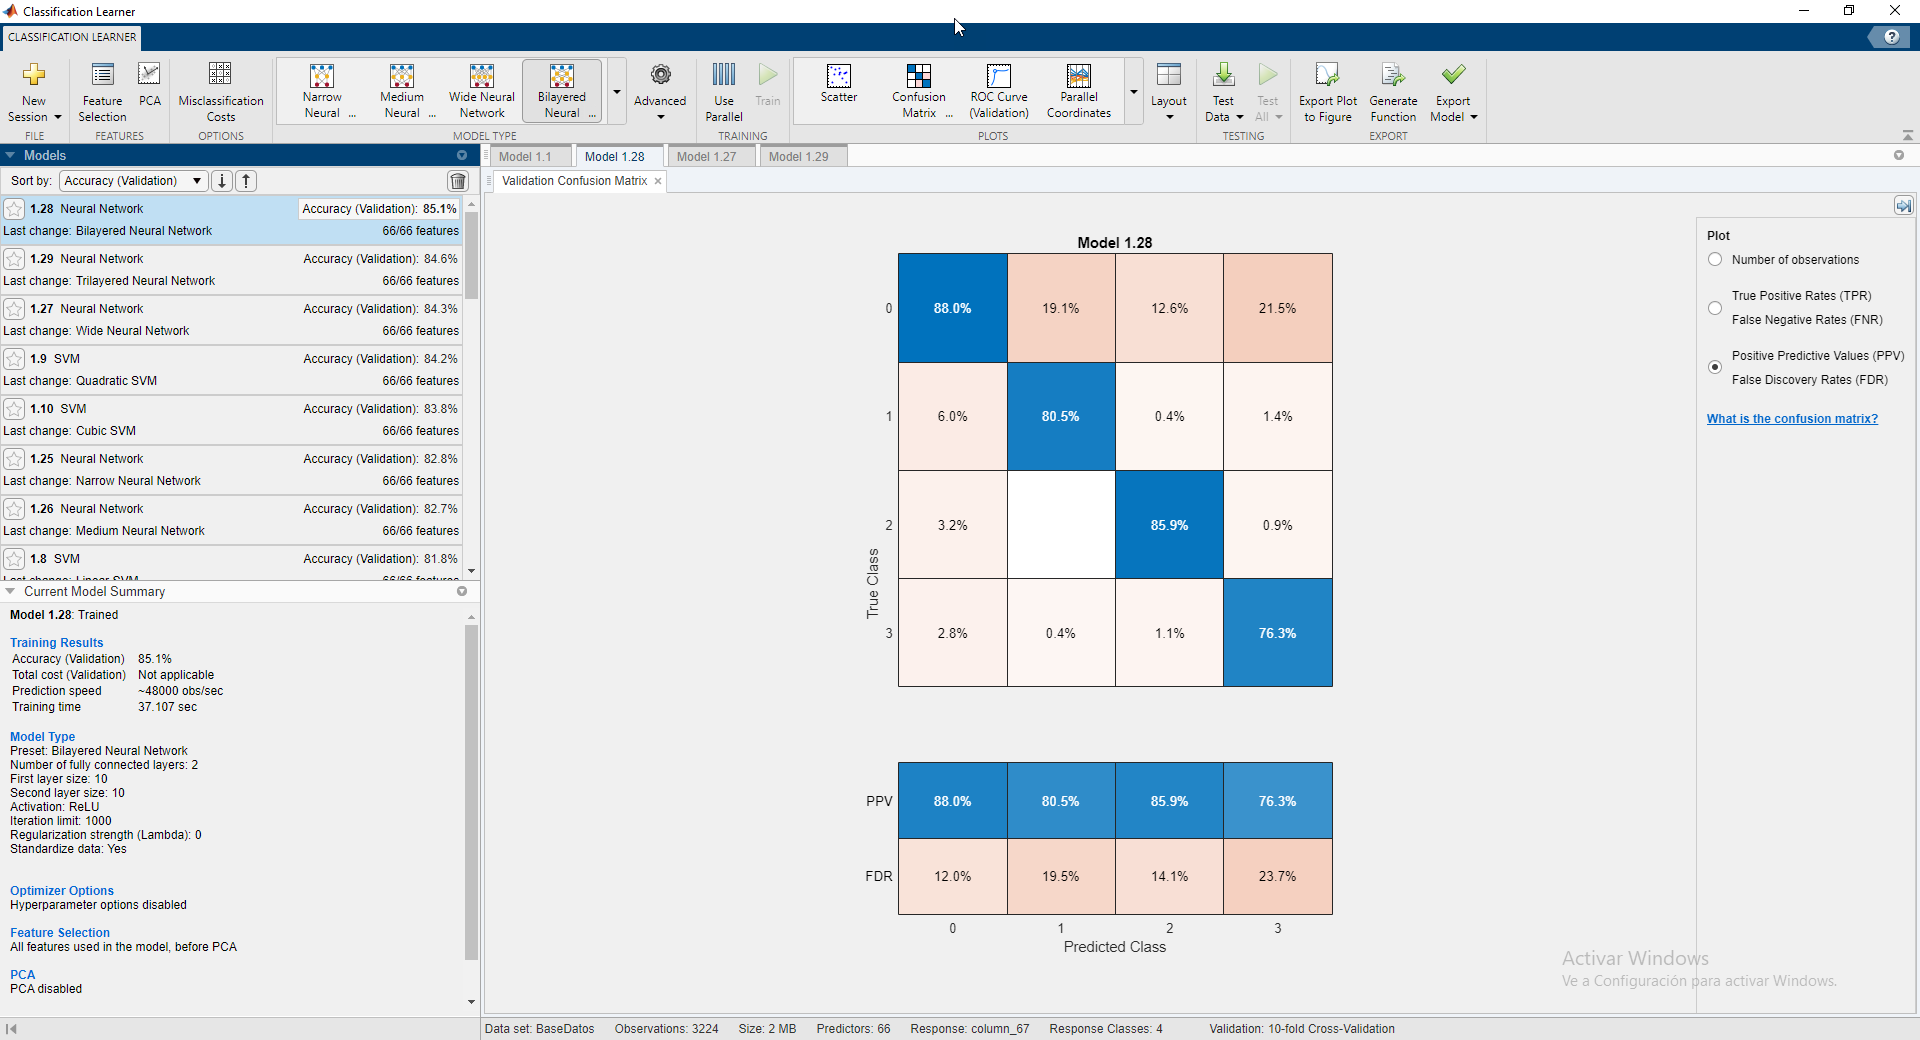 Classification Learner
CLASSIFICATION LEARNER
?
New Session
Feature Selection
PCA
Misclassification Costs
Narrow Neural ...
Medium Neural ...
Wide Neural Network
Bilayered Neural ...
Advanced
Use Parallel
Train
Scatter
Confusion Matrix ...
ROC Curve (Validation)
Parallel Coordinates
Layout
Test Data
Test All
Export Plot to Figure
Generate Function
Export Model
FILE
FEATURES
OPTIONS
MODEL TYPE
TRAINING
PLOTS
TESTING
EXPORT
Models
Sort by: Accuracy (Validation)
1.28 Neural Network Accuracy (Validation): 85.1%
Last change: Bilayered Neural Network 66/66 features
1.29 Neural Network Accuracy (Validation): 84.6%
Last change: Trilayered Neural Network 66/66 features
1.27 Neural Network Accuracy (Validation): 84.3%
Last change: Wide Neural Network 66/66 features
1.9 SVM Accuracy (Validation): 84.2%
Last change: Quadratic SVM 66/66 features
1.10 SVM Accuracy (Validation): 83.8%
Last change: Cubic SVM 66/66 features
1.25 Neural Network Accuracy (Validation): 82.8%
Last change: Narrow Neural Network 66/66 features
1.26 Neural Network Accuracy (Validation): 82.7%
Last change: Medium Neural Network 66/66 features
1.8 SVM Accuracy (Validation): 81.8%
Last change: Linear SVM 66/66 features
Current Model Summary
Model 1.28: Trained
Training Results
Accuracy (Validation) 85.1%
Total cost (Validation) Not applicable
Prediction speed ~48000 obs/sec
Training time 37.107 sec
Model Type
Preset: Bilayered Neural Network
Number of fully connected layers: 2
First layer size: 10
Second layer size: 10
Activation: ReLU
Iteration limit: 1000
Regularization strength (Lambda): 0
Standardize data: Yes
Optimizer Options
Hyperparameter options disabled
Feature Selection
All features used in the model, before PCA
PCA
PCA disabled
Model 1.1
Model 1.28
Model 1.27
Model 1.29
Validation Confusion Matrix
Model 1.28
0 88.0% 19.1% 12.6% 21.5%
1 6.0% 80.5% 0.4% 1.4%
2 3.2% 85.9% 0.9%
3 2.8% 0.4% 1.1% 76.3%
True Class
PPV 88.0% 80.5% 85.9% 76.3%
FDR 12.0% 19.5% 14.1% 23.7%
0 1 2 3
Predicted Class
Plot
Number of observations
True Positive Rates (TPR)
False Negative Rates (FNR)
Positive Predictive Values (PPV)
False Discovery Rates (FDR)
What is the confusion matrix?
Activar Windows
Ve a Configuración para activar Windows.
Data set: BaseDatos Observations: 3224 Size: 2 MB Predictors: 66 Response: column_67 Response Classes: 4 Validation: 10-fold Cross-Validation